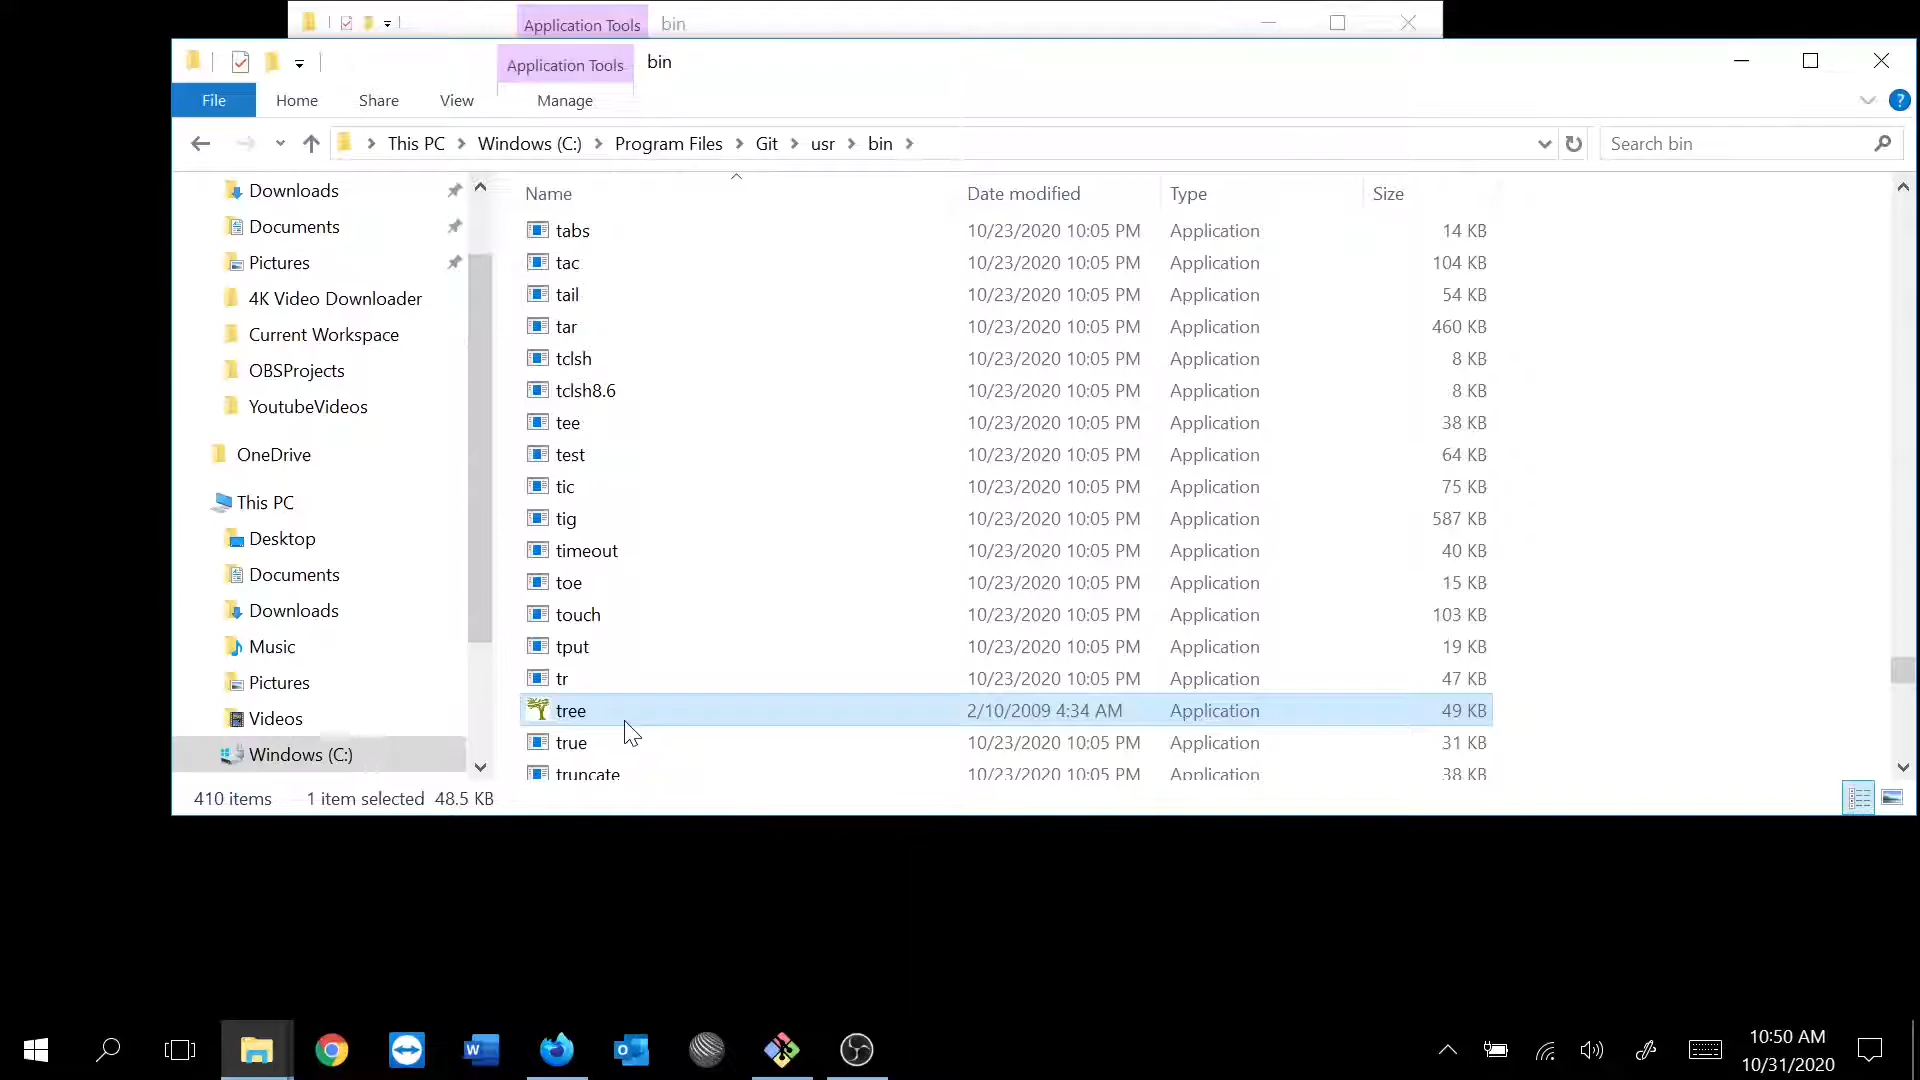 Application Tools bin
Application Tools bin
File Home Share View Manage
This PC Windows (C:) Program Files Git usr bin Search bin
Name Date modified Type Size
Downloads
Documents
Pictures
4K Video Downloader
Current Workspace
OBSProjects
YoutubeVideos
OneDrive
This PC
Desktop
Documents
Downloads
Music
Pictures
Videos
Windows (C:)
tabs 10/23/2020 10:05 PM Application 14 KB
tac 10/23/2020 10:05 PM Application 104 KB
tail 10/23/2020 10:05 PM Application 54 KB
tar 10/23/2020 10:05 PM Application 460 KB
tclsh 10/23/2020 10:05 PM Application 8 KB
tclsh8.6 10/23/2020 10:05 PM Application 8 KB
tee 10/23/2020 10:05 PM Application 38 KB
test 10/23/2020 10:05 PM Application 64 KB
tic 10/23/2020 10:05 PM Application 75 KB
tig 10/23/2020 10:05 PM Application 587 KB
timeout 10/23/2020 10:05 PM Application 40 KB
toe 10/23/2020 10:05 PM Application 15 KB
touch 10/23/2020 10:05 PM Application 103 KB
tput 10/23/2020 10:05 PM Application 19 KB
tr 10/23/2020 10:05 PM Application 47 KB
tree 2/10/2009 4:34 AM Application 49 KB
true 10/23/2020 10:05 PM Application 31 KB
truncate 10/23/2020 10:05 PM Application 38 KB
410 items 1 item selected 48.5 KB
10:50 AM
10/31/2020